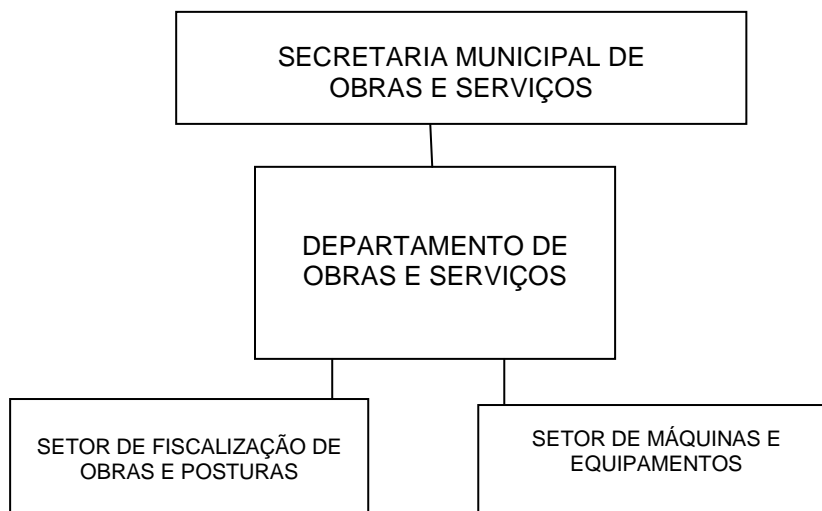 SECRETARIA MUNICIPAL DE
OBRAS E SERVIÇOS
DEPARTAMENTO DE
OBRAS E SERVIÇOS
SETOR DE FISCALIZAÇÃO DE
OBRAS E POSTURAS
SETOR DE MÁQUINAS E
EQUIPAMENTOS